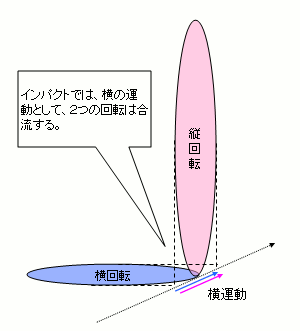 インパクトでは、横の運
動として、2つの回転は合
流する。
縦
回
転
横回転
横運動